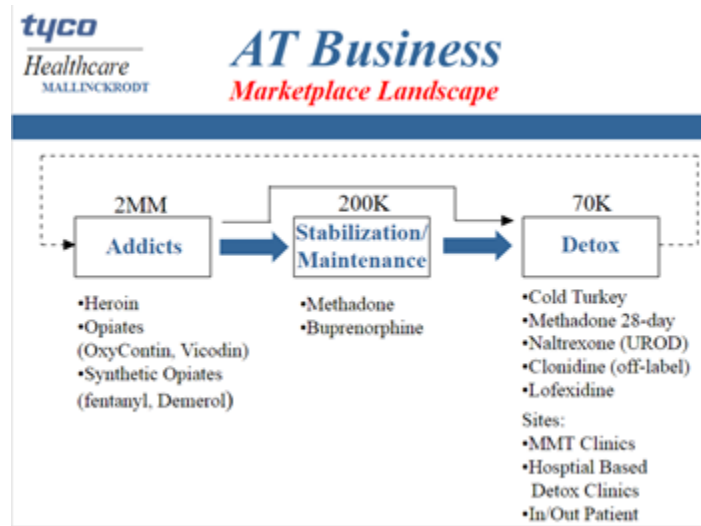 tyco
Healthcare
MALLINCKRODT
AT Business
Marketplace Landscape
2MM
Addicts
•Heroin
•Opiates
(OxyContin, Vicodin)
•Synthetic Opiates
(fentanyl, Demerol)
200K
Stabilization/
Maintenance
•Methadone
•Buprenorphine
70K
Detox
•Cold Turkey
•Methadone 28-day
•Naltrexone (UROD)
•Clonidine (off-label)
•Lofexidine
Sites:
•MMT Clinics
•Hosptial Based
Detox Clinics
•In/Out Patient